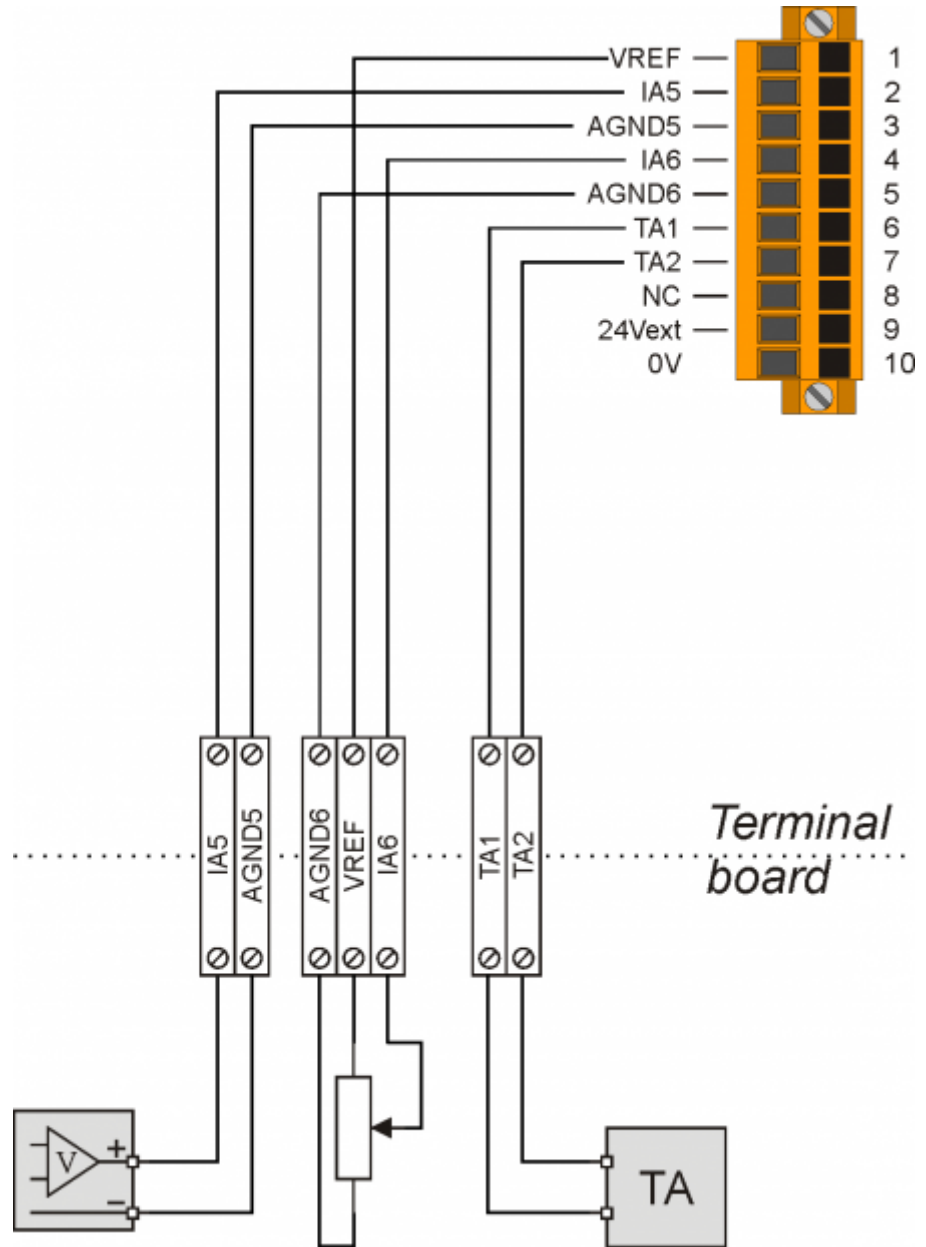 VREF 1
IA5 2
AGND5 3
IA6 4
AGND6 5
TA1 6
TA2 7
NC 8
24Vext 9
0V 10
IA5
AGND5
AGND6
VREF
IA6
TA1
TA2
Terminal
board
V
+
−
TA